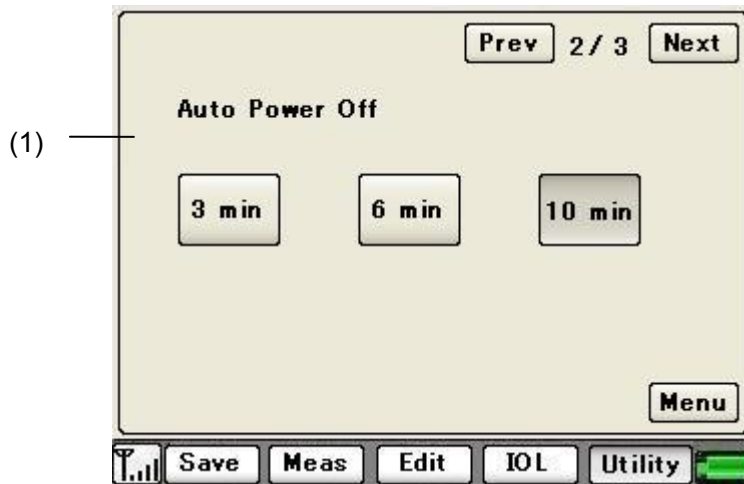 Prev 2/ 3 Next
Auto Power Off
(1)
3 min 6 min 10 min
Menu
Save Meas Edit IOL Utility